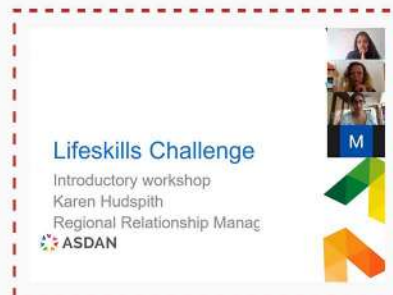 Lifeskills Challenge
M
Introductory workshop
Karen Hudspith
Regional Relationship Manag
ASDAN